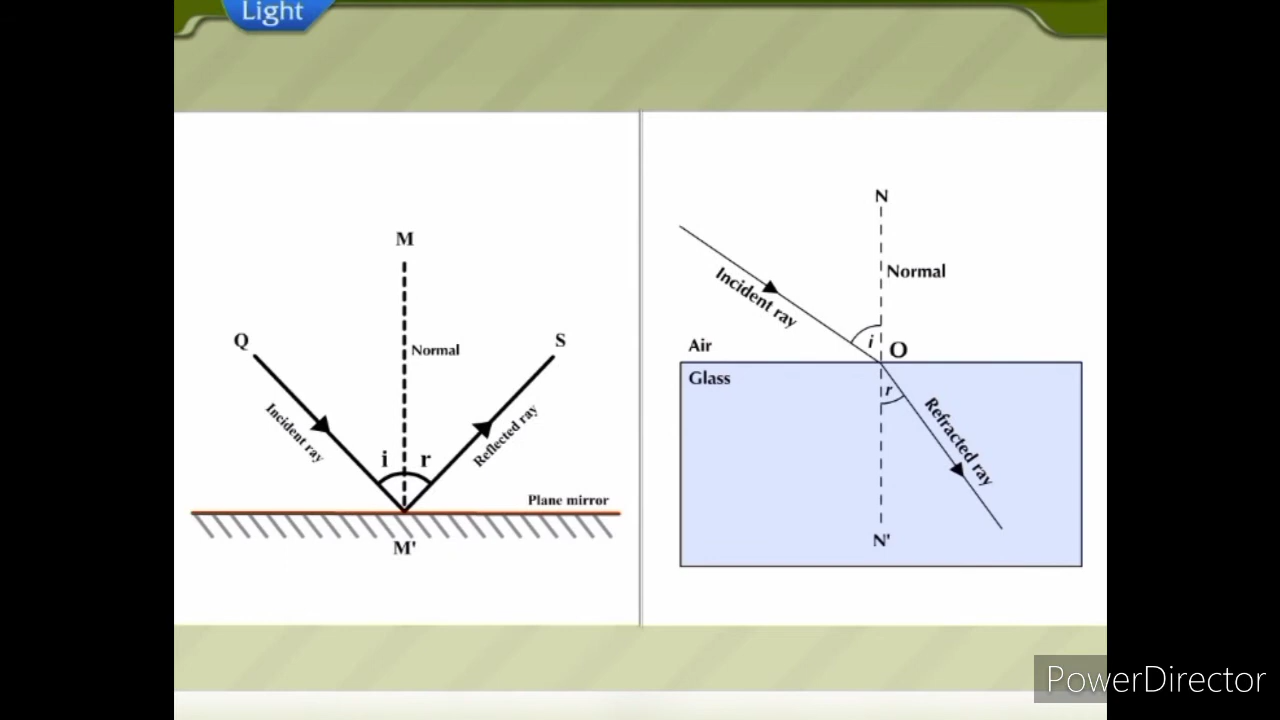 Light
M
Q
S
Normal
Incident ray
Reflected ray
i
r
Plane mirror
M'
N
Normal
Incident ray
i
O
Air
Glass
r
Refracted ray
N'
PowerDirector